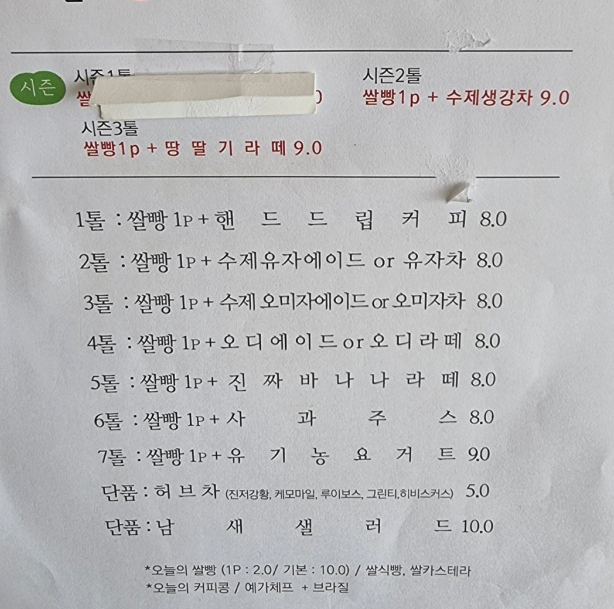 시즌
시즌1톨
쌀
시즌2톨
쌀빵1p + 수제생강차 9.0
시즌3톨
쌀빵1p + 땅 딸 기 라 떼 9.0
1톨 : 쌀빵 1P + 핸 드 드 립 커 피 8.0
2톨 : 쌀빵 1P + 수제유자에이드 or 유자차 8.0
3톨 : 쌀빵 1P + 수제 오미자에이드 or 오미자차 8.0
4톨 : 쌀빵 1P + 오 디 에 이 드 or 오 디 라 떼 8.0
5톨 : 쌀빵 1P + 진 짜 바 나 나 라 떼 8.0
6톨 : 쌀빵 1P + 사 과 주 스 8.0
7톨 : 쌀빵 1P + 유 기 농 요 거 트 9.0
단품 : 허 브 차 (진저강황, 케모마일, 루이보스, 그린티,히비스커스) 5.0
단품 : 남 새 샐 러 드 10.0
*오늘의 쌀빵 (1P : 2.0/ 기본 : 10.0) / 쌀식빵, 쌀카스테라
*오늘의 커피콩 / 예가체프 + 브라질